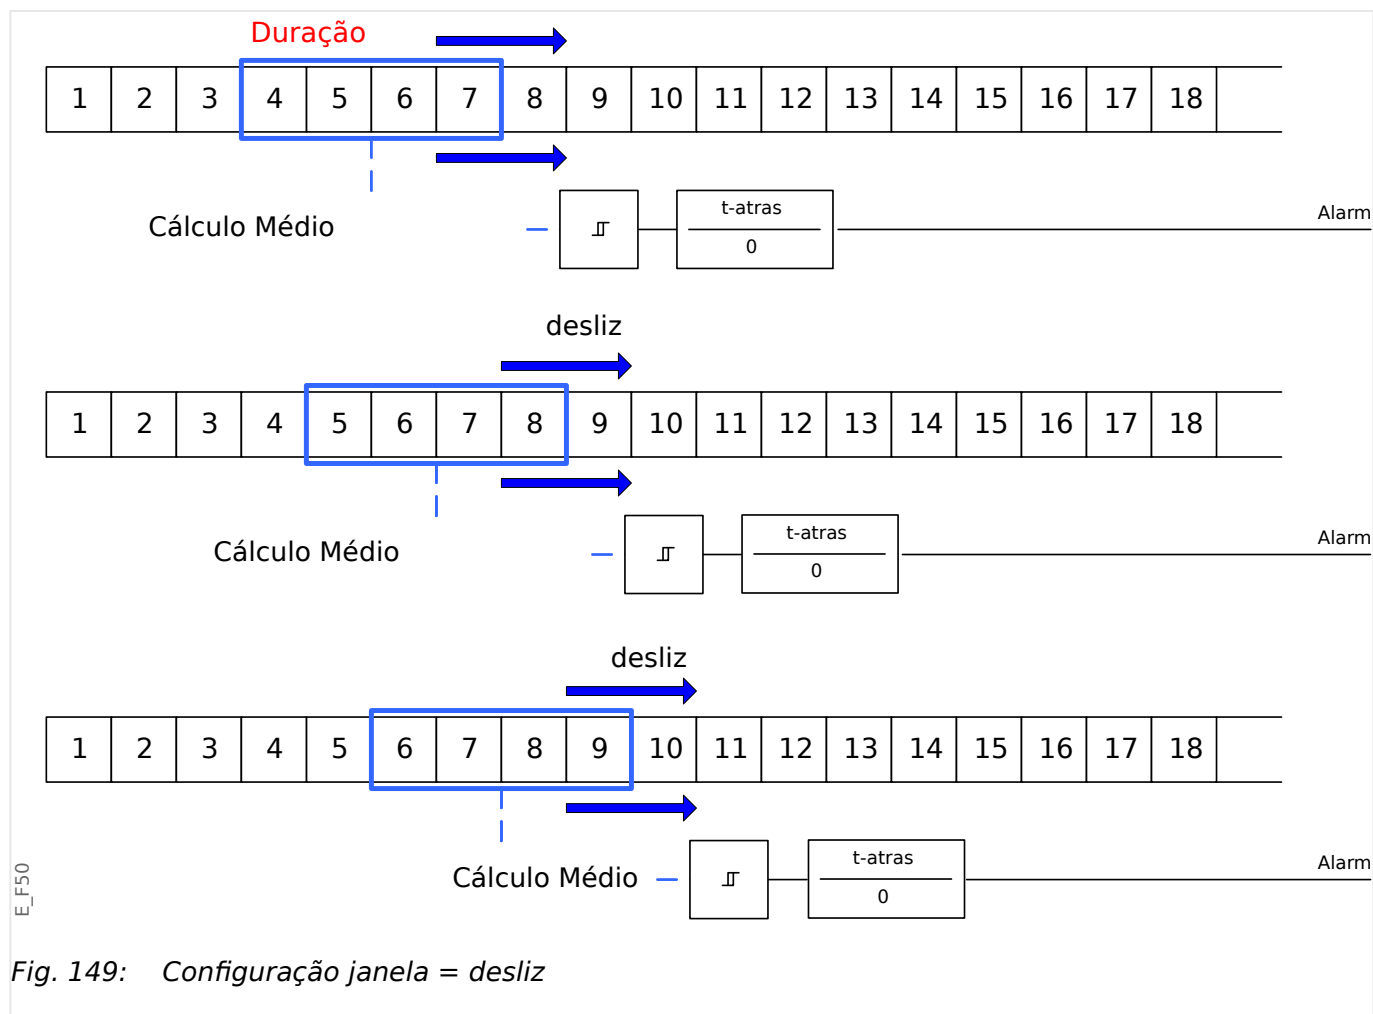 Duração
1 2 3 4 5 6 7 8 9 10 11 12 13 14 15 16 17 18
Cálculo Médio
t-atras
0
Alarm
desliz
1 2 3 4 5 6 7 8 9 10 11 12 13 14 15 16 17 18
Cálculo Médio
t-atras
0
Alarm
desliz
1 2 3 4 5 6 7 8 9 10 11 12 13 14 15 16 17 18
Cálculo Médio
t-atras
0
Alarm
E_F50
Fig. 149: Configuração janela = desliz